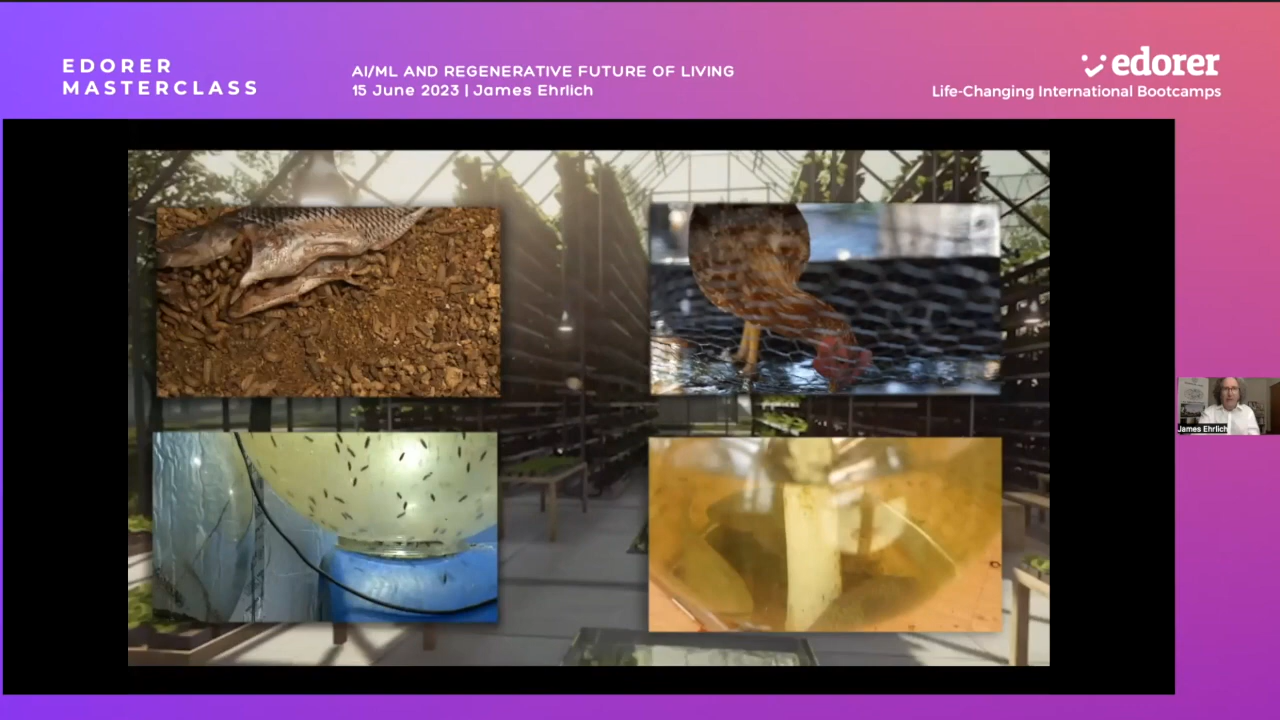 EDORER
MASTERCLASS
AI/ML AND REGENERATIVE FUTURE OF LIVING
15 June 2023 | James Ehrlich
edorer
Life-Changing International Bootcamps
James Ehrlich